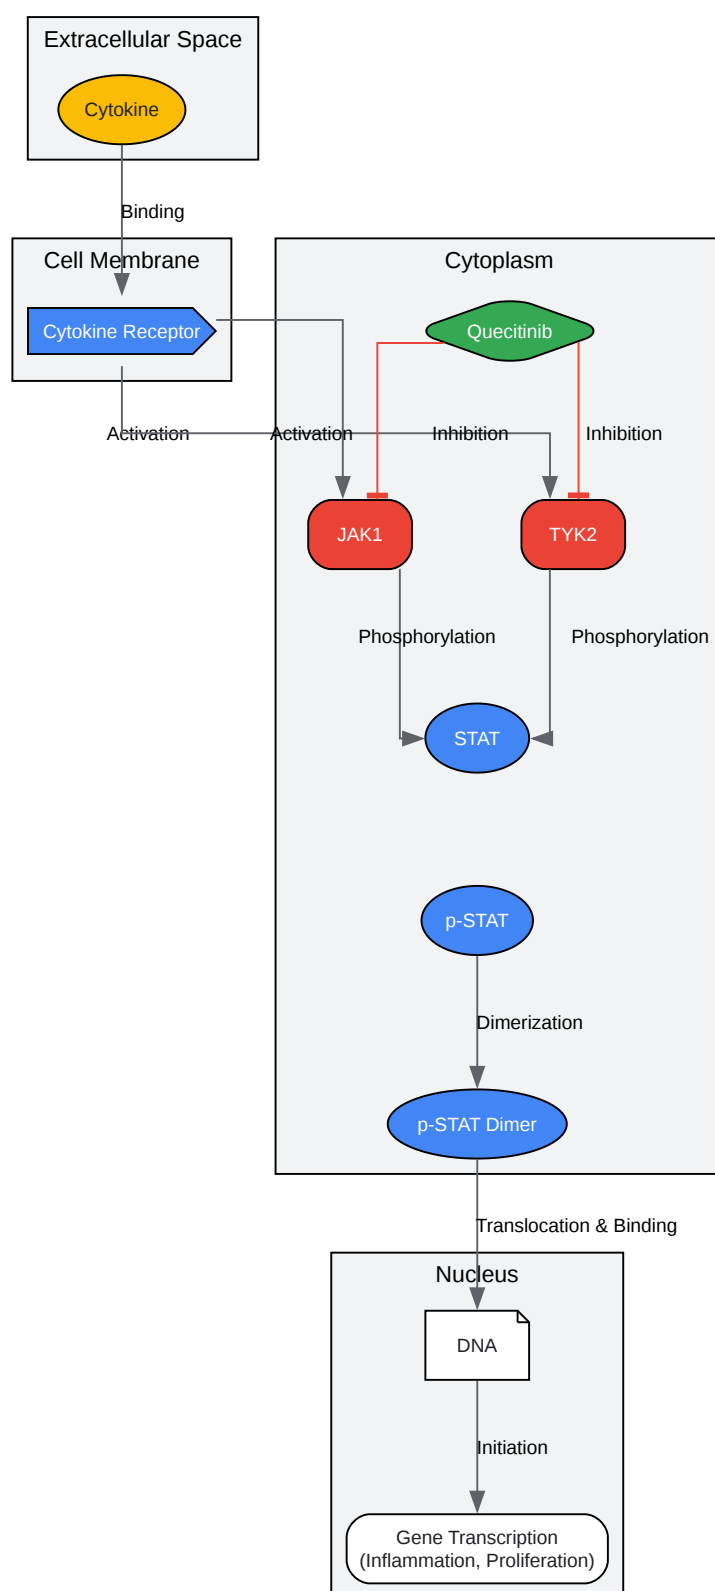 Extracellular Space
Cytokine
Binding
Cell Membrane
Cytokine Receptor
Cytoplasm
Quecitinib
Activation
Activation
Inhibition
Inhibition
JAK1
TYK2
Phosphorylation
Phosphorylation
STAT
p-STAT
Dimerization
p-STAT Dimer
Translocation & Binding
Nucleus
DNA
Initiation
Gene Transcription
(Inflammation, Proliferation)